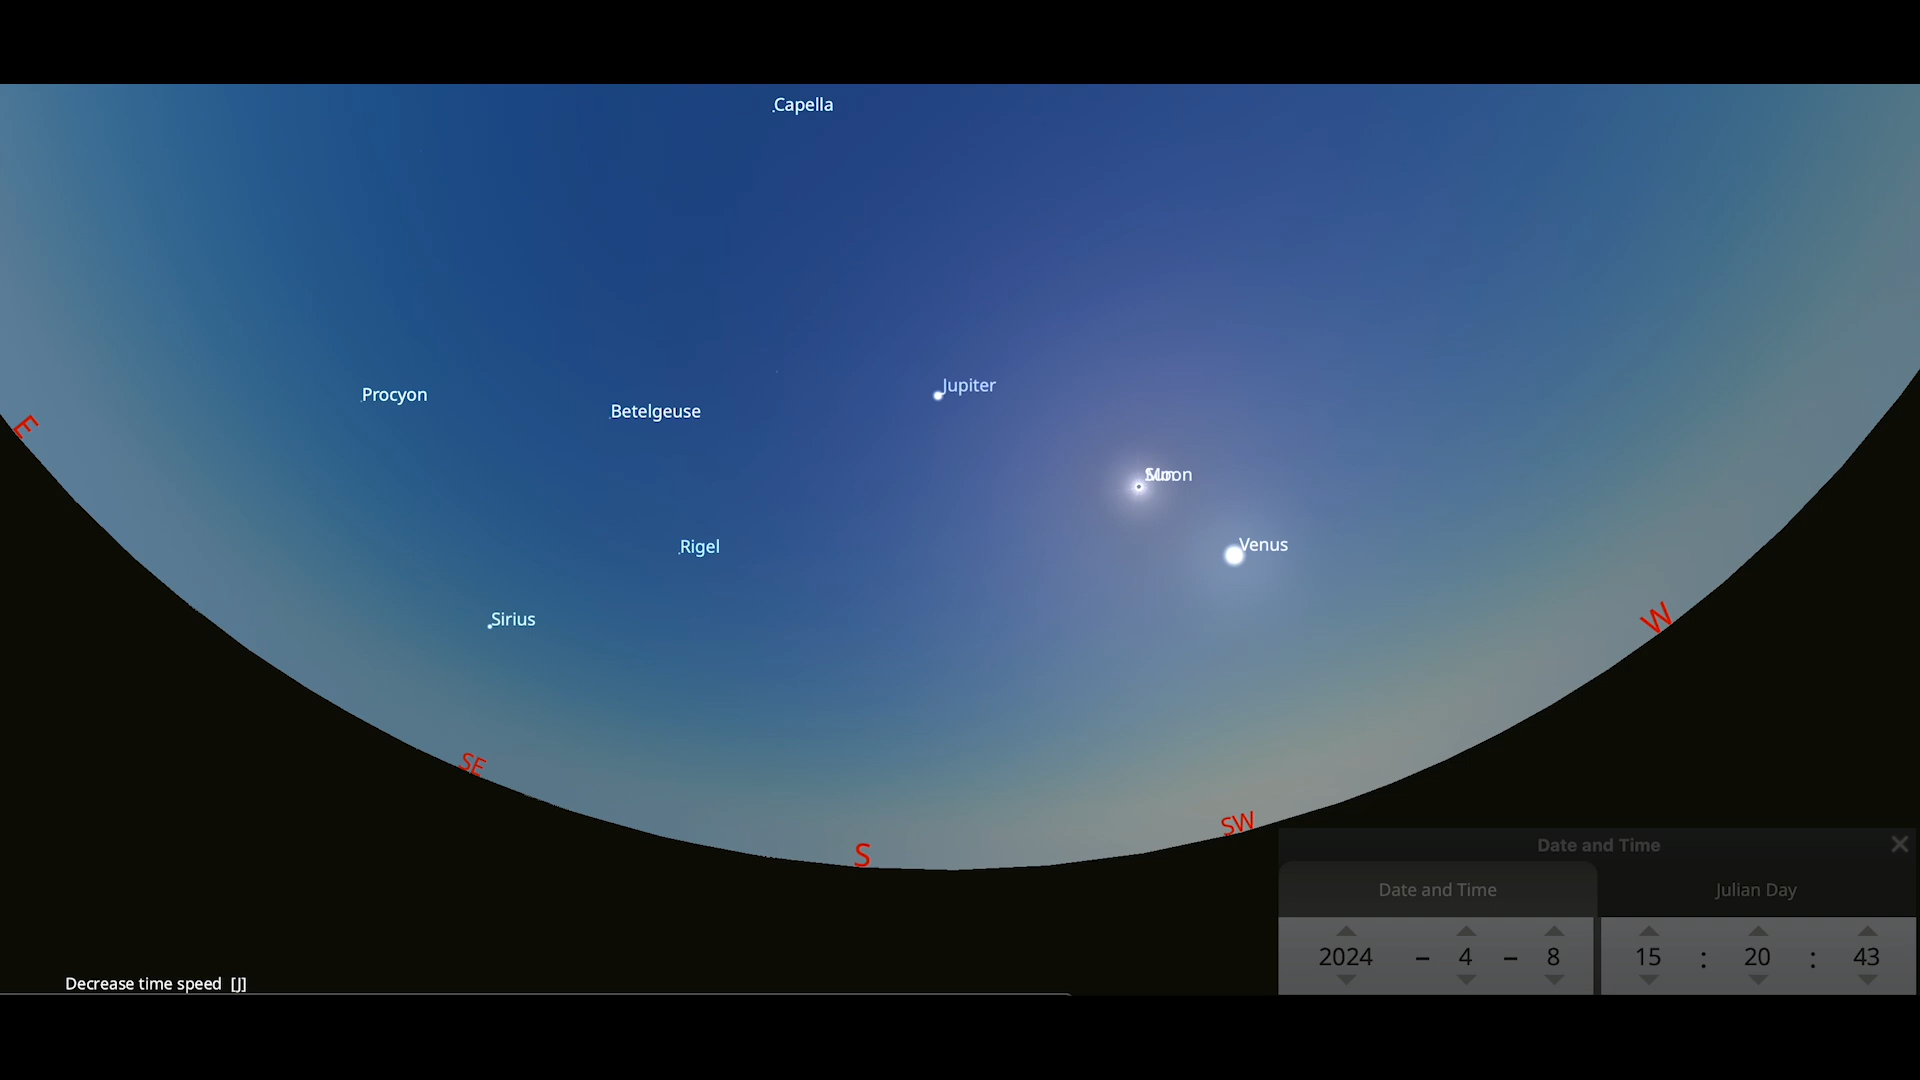 Capella
Jupiter
Procyon
Betelgeuse
E
Moon
Venus
Rigel
Sirius
W
SE
SW
S
Date and Time
Date and Time Julian Day
2024 – 4 – 8 15 : 20 : 43
Decrease time speed [J]